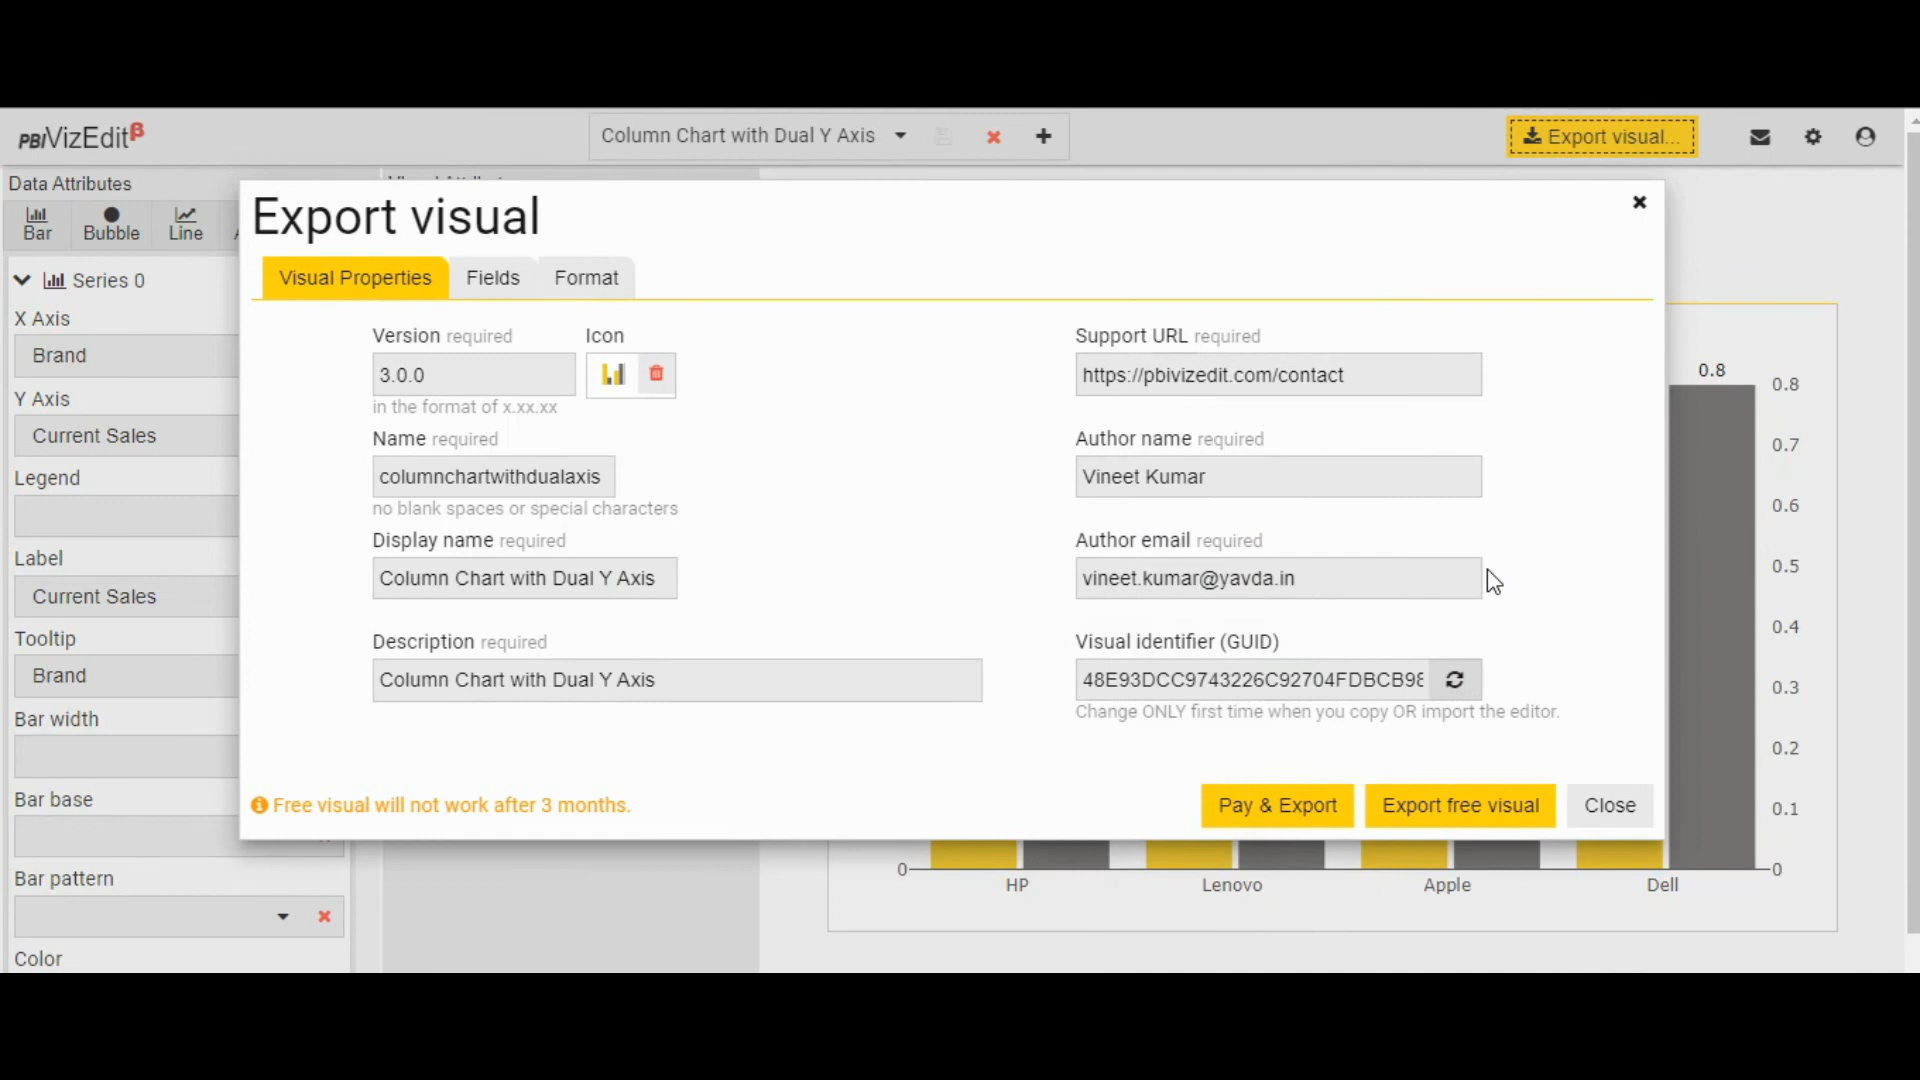 PBIVizEditβ
Column Chart with Dual Y Axis
Export visual...
Data Attributes
Bar
Bubble
Line
Series 0
X Axis
Brand
Y Axis
Current Sales
Legend
Label
Current Sales
Tooltip
Brand
Bar width
Bar base
Bar pattern
Color
Export visual
Visual Properties
Fields
Format
Version required
Icon
3.0.0
in the format of x.xx.xx
Name required
columnchartwithdualaxis
no blank spaces or special characters
Display name required
Column Chart with Dual Y Axis
Description required
Column Chart with Dual Y Axis
Support URL required
https://pbivizedit.com/contact
Author name required
Vineet Kumar
Author email required
vineet.kumar@yavda.in
Visual identifier (GUID)
48E93DCC9743226C92704FDBCB98
Change ONLY first time when you copy OR import the editor.
Free visual will not work after 3 months.
Pay & Export
Export free visual
Close
0.8
0.8
0.7
0.6
0.5
0.4
0.3
0.2
0.1
0
0
HP
Lenovo
Apple
Dell